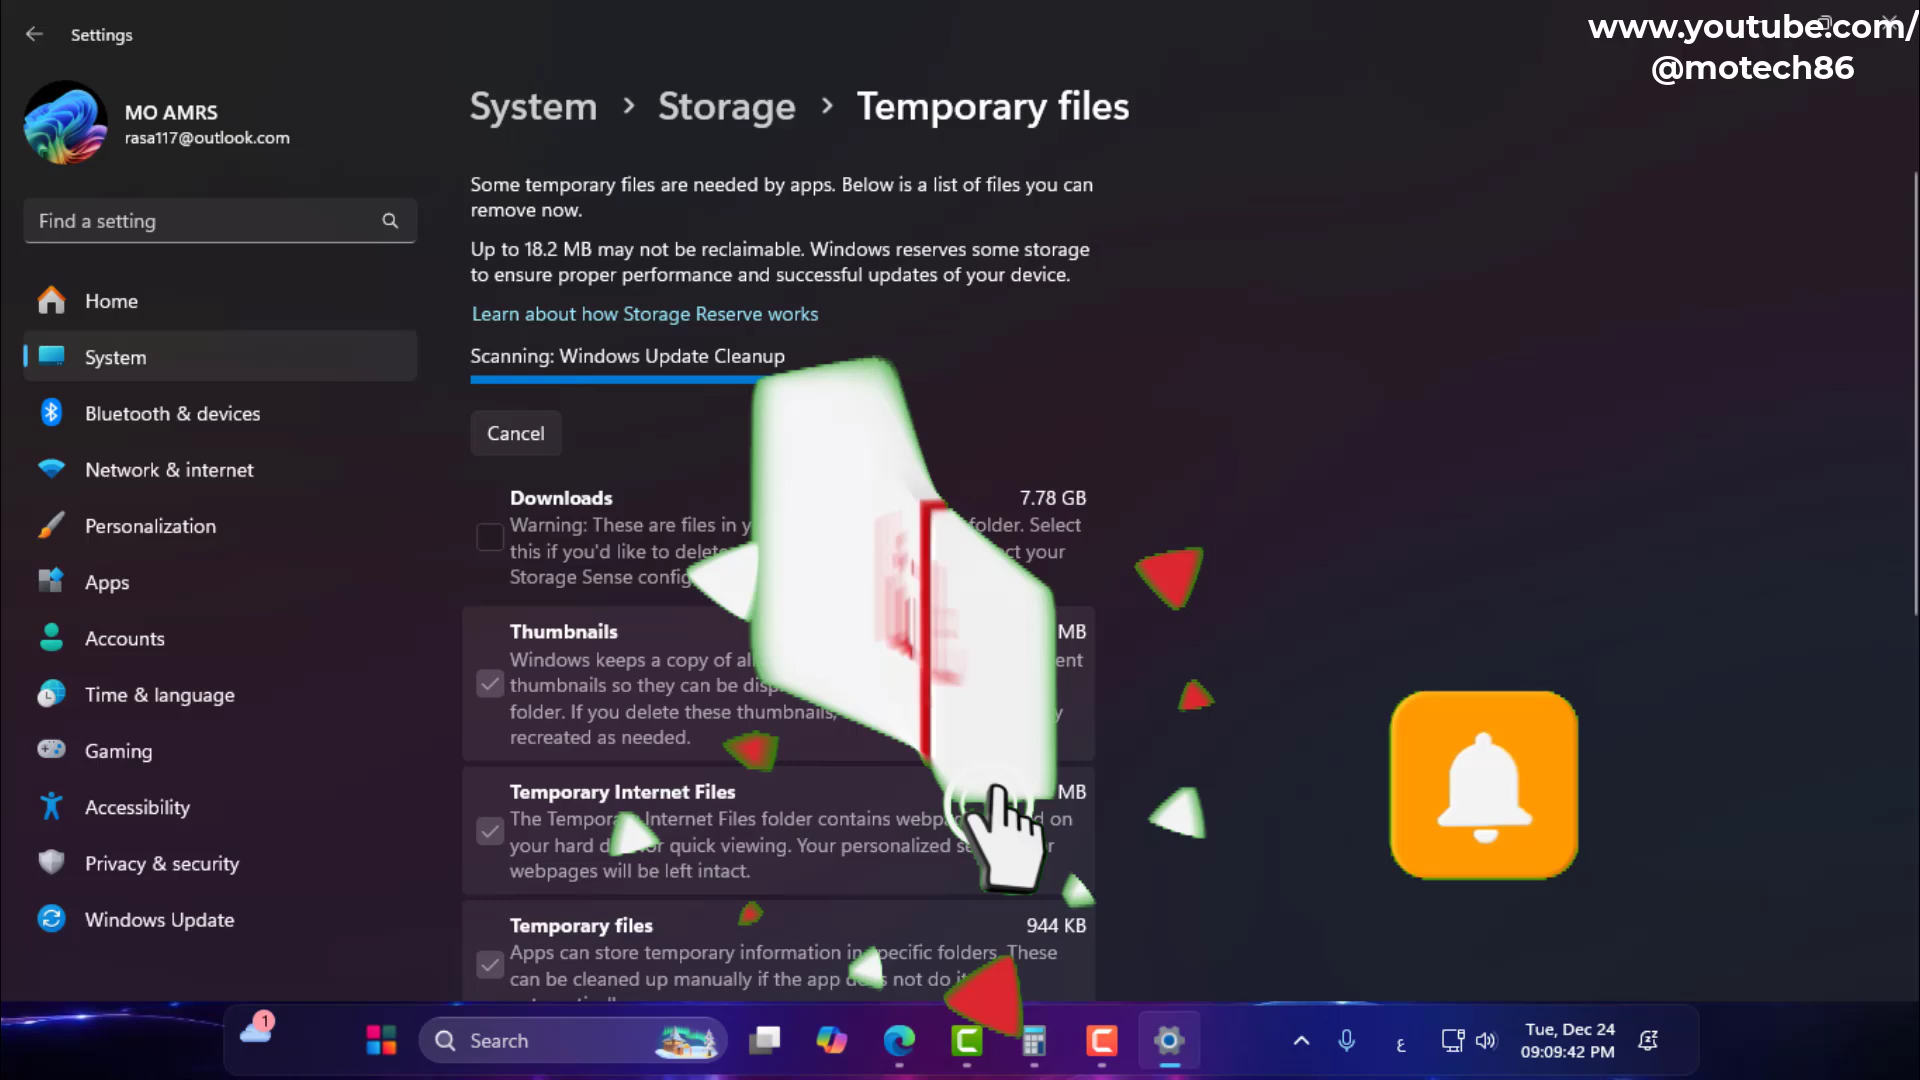 www.youtube.com/
@motech86
Settings
MO AMRS
rasa117@outlook.com
Find a setting
Home
System
Bluetooth & devices
Network & internet
Personalization
Apps
Accounts
Time & language
Gaming
Accessibility
Privacy & security
Windows Update
System > Storage > Temporary files
Some temporary files are needed by apps. Below is a list of files you can
remove now.
Up to 18.2 MB may not be reclaimable. Windows reserves some storage
to ensure proper performance and successful updates of your device.
Learn about how Storage Reserve works
Scanning: Windows Update Cleanup
Cancel
Downloads 7.78 GB
Warning: These are files in folder. Select
this if you'd like to delete your
Storage Sense
Thumbnails MB
Windows keeps a copy of
thumbnails so they can be
folder. If you delete these thumbnails,
recreated as needed.
Temporary Internet Files MB
The Temporary Internet Files folder contains on
your hard for quick viewing. Your personalized
webpages will be left intact.
Temporary files 944 KB
Apps can store temporary information in specific folders. These
can be cleaned up manually if the app does not do
1
Search
ع
Tue, Dec 24
09:09:42 PM